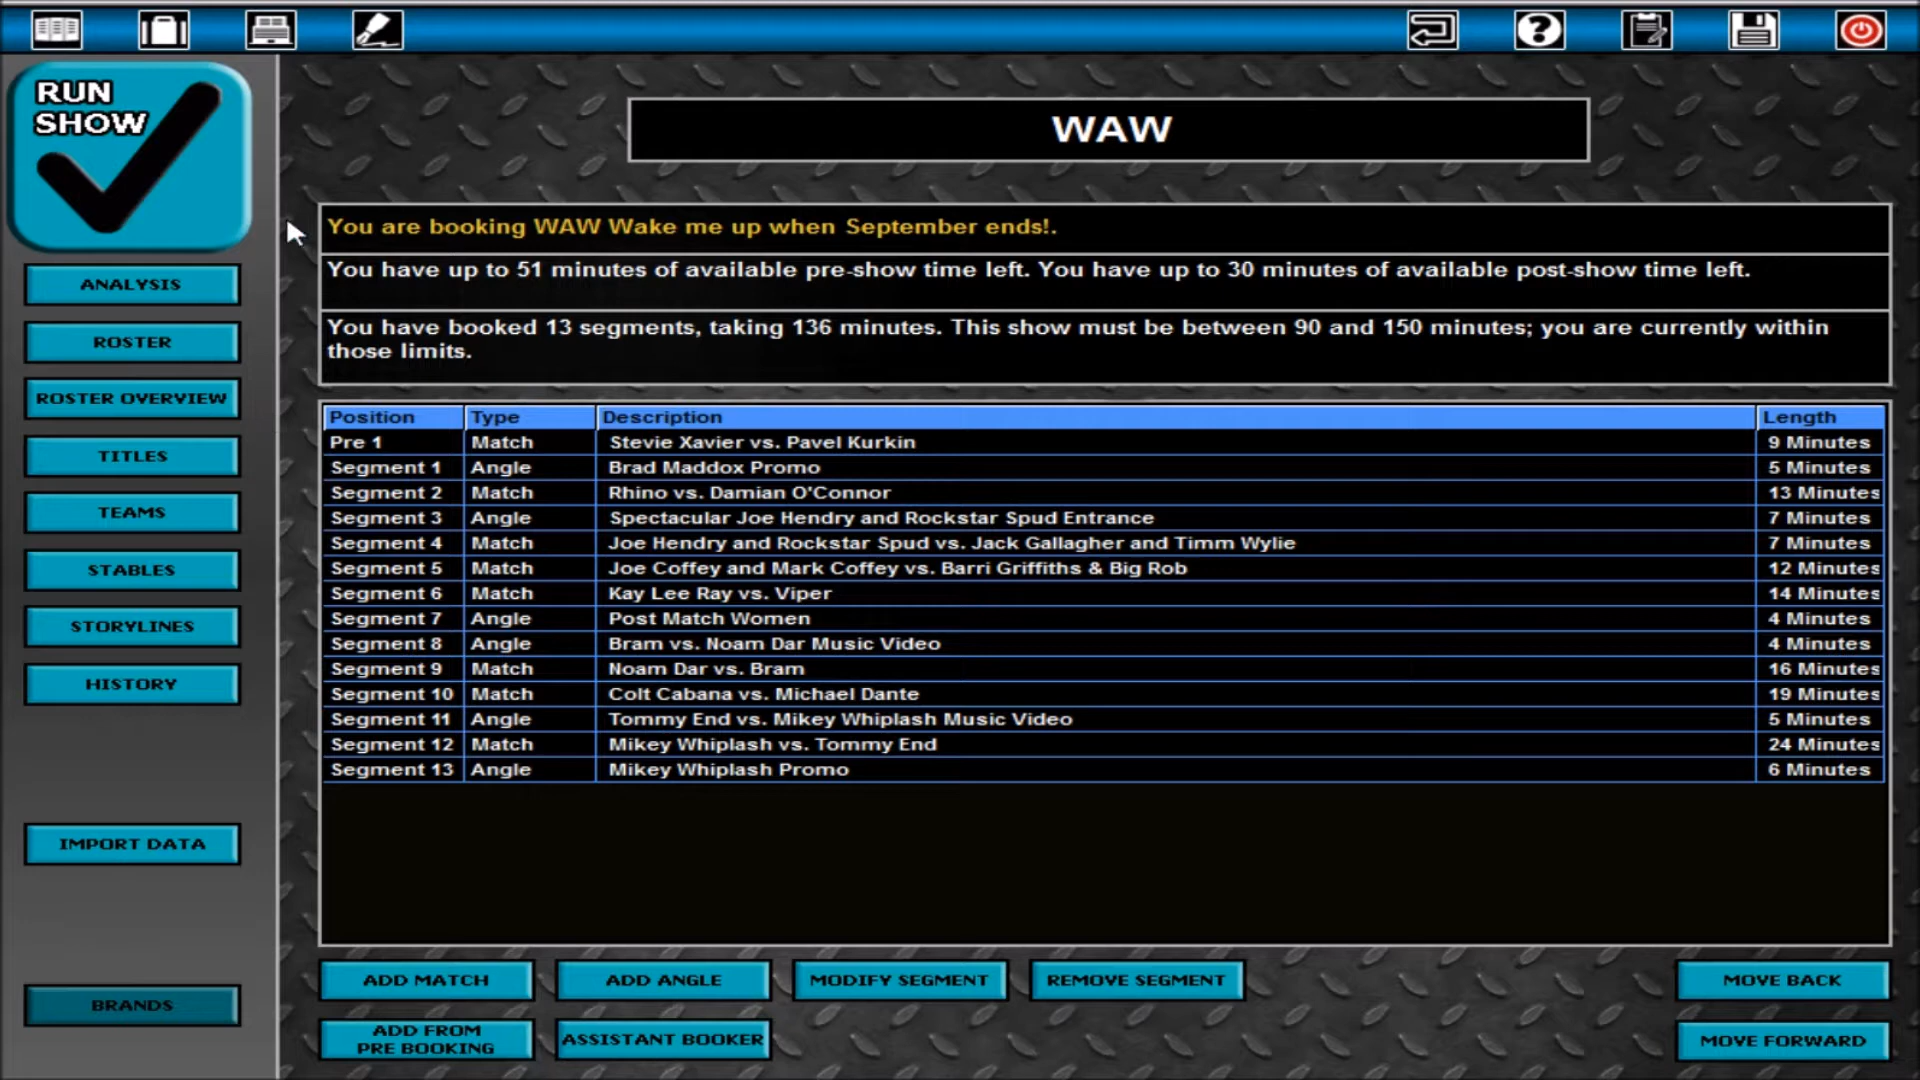 RUN
SHOW
WAW
You are booking WAW Wake me up when September ends!.
You have up to 51 minutes of available pre-show time left. You have up to 30 minutes of available post-show time left.
You have booked 13 segments, taking 136 minutes. This show must be between 90 and 150 minutes; you are currently within
those limits.
ANALYSIS
ROSTER
ROSTER OVERVIEW
TITLES
TEAMS
STABLES
STORYLINES
HISTORY
IMPORT DATA
BRANDS
Position Type Description Length
Pre 1 Match Stevie Xavier vs. Pavel Kurkin 9 Minutes
Segment 1 Angle Brad Maddox Promo 5 Minutes
Segment 2 Match Rhino vs. Damian O'Connor 13 Minutes
Segment 3 Angle Spectacular Joe Hendry and Rockstar Spud Entrance 7 Minutes
Segment 4 Match Joe Hendry and Rockstar Spud vs. Jack Gallagher and Timm Wylie 7 Minutes
Segment 5 Match Joe Coffey and Mark Coffey vs. Barri Griffiths & Big Rob 12 Minutes
Segment 6 Match Kay Lee Ray vs. Viper 14 Minutes
Segment 7 Angle Post Match Women 4 Minutes
Segment 8 Angle Bram vs. Noam Dar Music Video 4 Minutes
Segment 9 Match Noam Dar vs. Bram 16 Minutes
Segment 10 Match Colt Cabana vs. Michael Dante 19 Minutes
Segment 11 Angle Tommy End vs. Mikey Whiplash Music Video 5 Minutes
Segment 12 Match Mikey Whiplash vs. Tommy End 24 Minutes
Segment 13 Angle Mikey Whiplash Promo 6 Minutes
ADD MATCH ADD ANGLE MODIFY SEGMENT REMOVE SEGMENT MOVE BACK
ADD FROM
PRE BOOKING ASSISTANT BOOKER MOVE FORWARD